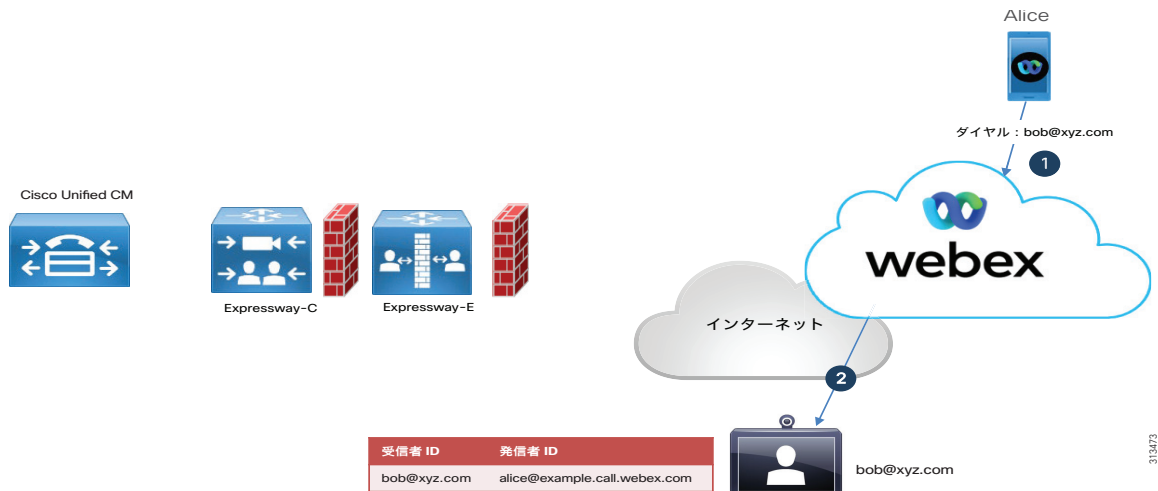 Alice
ダイヤル：bob@xyz.com
1
Cisco Unified CM
webex
Expressway-C
Expressway-E
インターネット
2
受信者 ID 発信者 ID
bob@xyz.com alice@example.call.webex.com
bob@xyz.com
313473